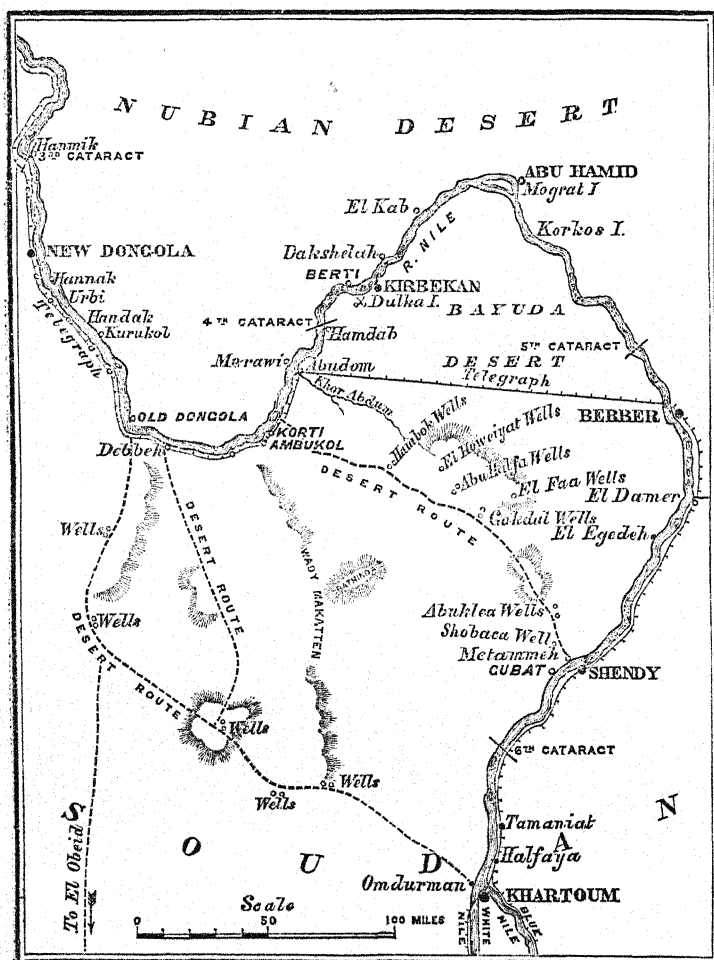 NUBIAN DESERT
Hanmik
3RD CATARACT
ABU HAMID
Mograt I
El Kab
Korkos I.
R. NILE
NEW DONGOLA
Dakshelah
BERTI
KIRBEKAN
Dulka I.
Hannak
Urbi
Handak
Kurukol
Telegraph
BAYUDA
4TH CATARACT
Hamdab
5TH CATARACT
DESERT
Telegraph
Merawi
Abudom
Khor Abdum
BERBER
OLD DONGOLA
KORTI
AMBUKOL
Debbeh
Hambok Wells
El Howeiyat Wells
Abu Halfa Wells
El Faa Wells
El Damer
DESERT ROUTE
Gakdul Wells
El Egedeh
Wells
DESERT ROUTE
WADY MAKATTEN
Wells
DESERT ROUTE
Abuklea Wells
Shobaca Well
Metammeh
GUBAT
SHENDY
Wells
6TH CATARACT
Wells
Wells
SOUDAN
Tamaniat
Halfaya
To El Obeid
Omdurman
KHARTOUM
Scale
0 50 100 MILES
WHITE NILE
BLUE NILE